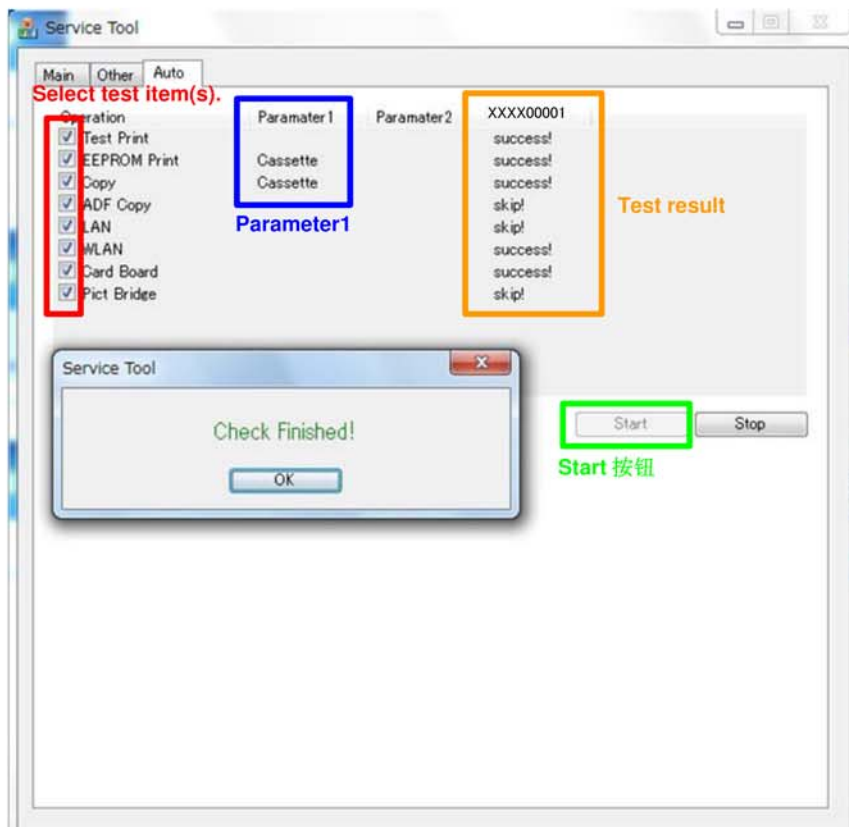 Service Tool
Main Other Auto
Select test item(s).
Operation Paramater1 Paramater2 XXXX00001
Test Print success!
EEPROM Print Cassette success!
Copy Cassette success!
ADF Copy skip!
LAN skip!
WLAN success!
Card Board success!
Pict Bridge skip!
Parameter1
Test result
Service Tool
Check Finished!
OK
Start Stop
Start 按钮